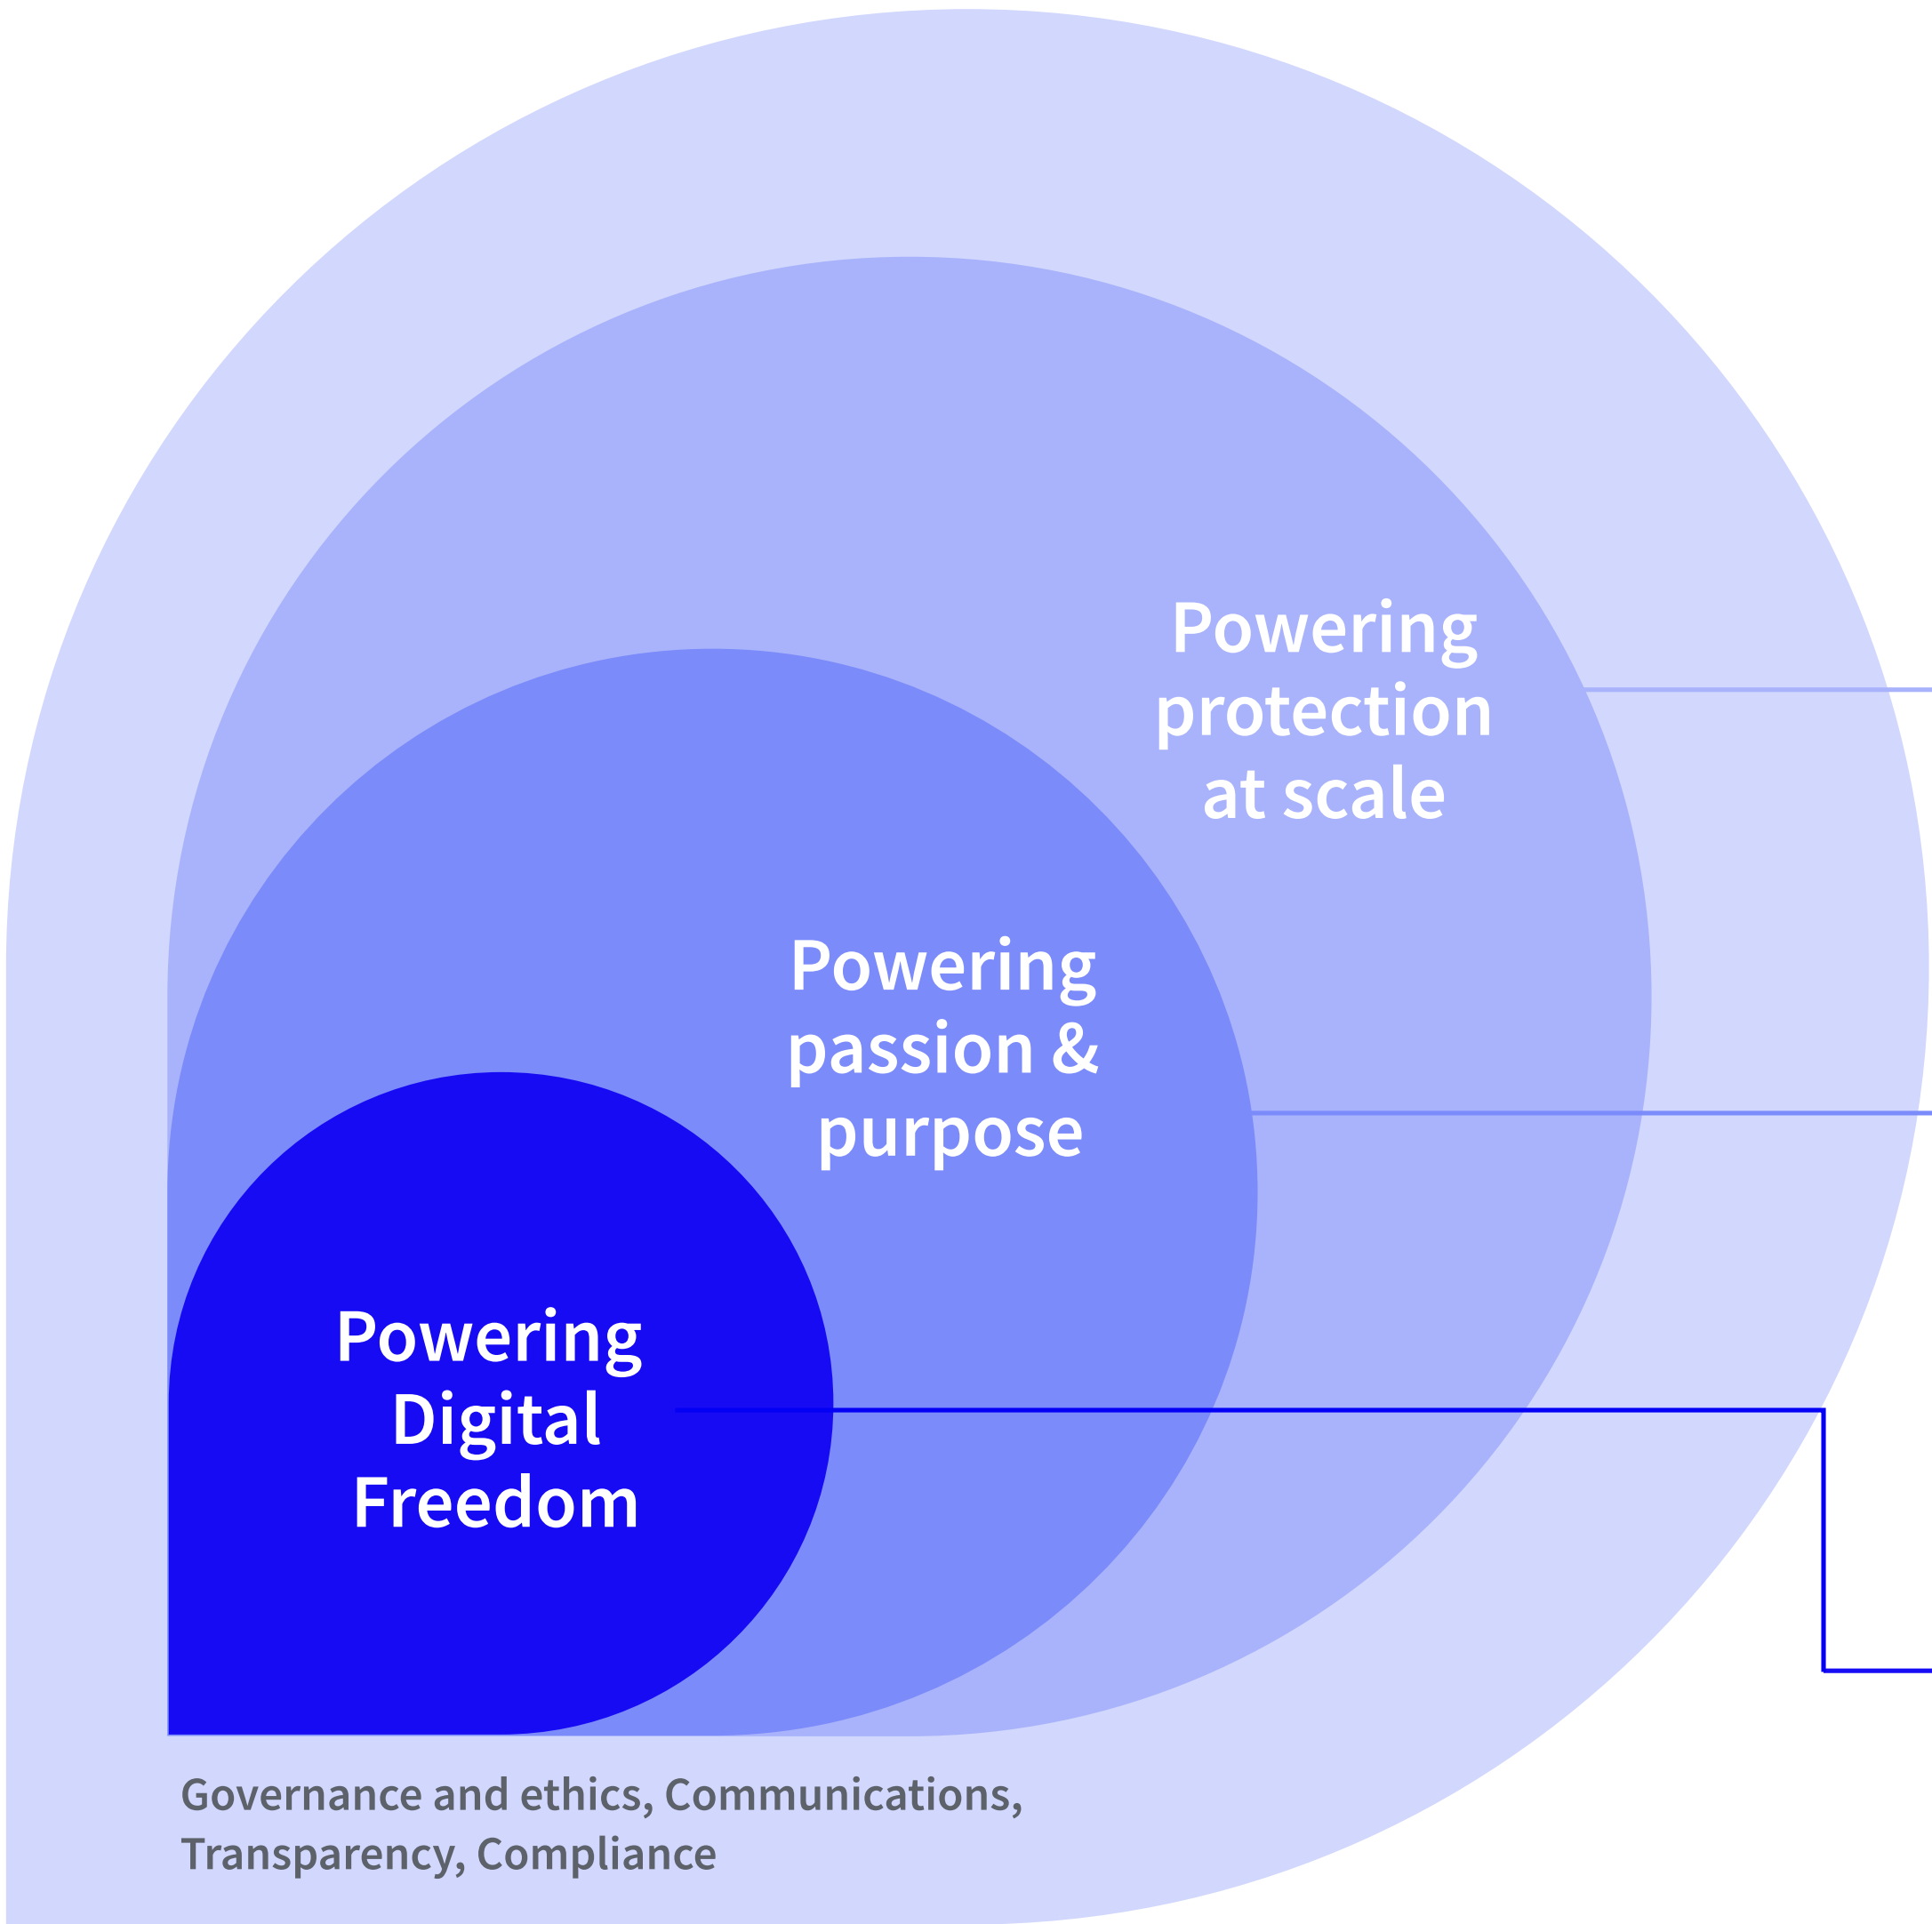 Powering
protection
at scale
Powering
passion &
purpose
Powering
Digital
Freedom
Governance and ethics, Communications,
Transparency, Compliance